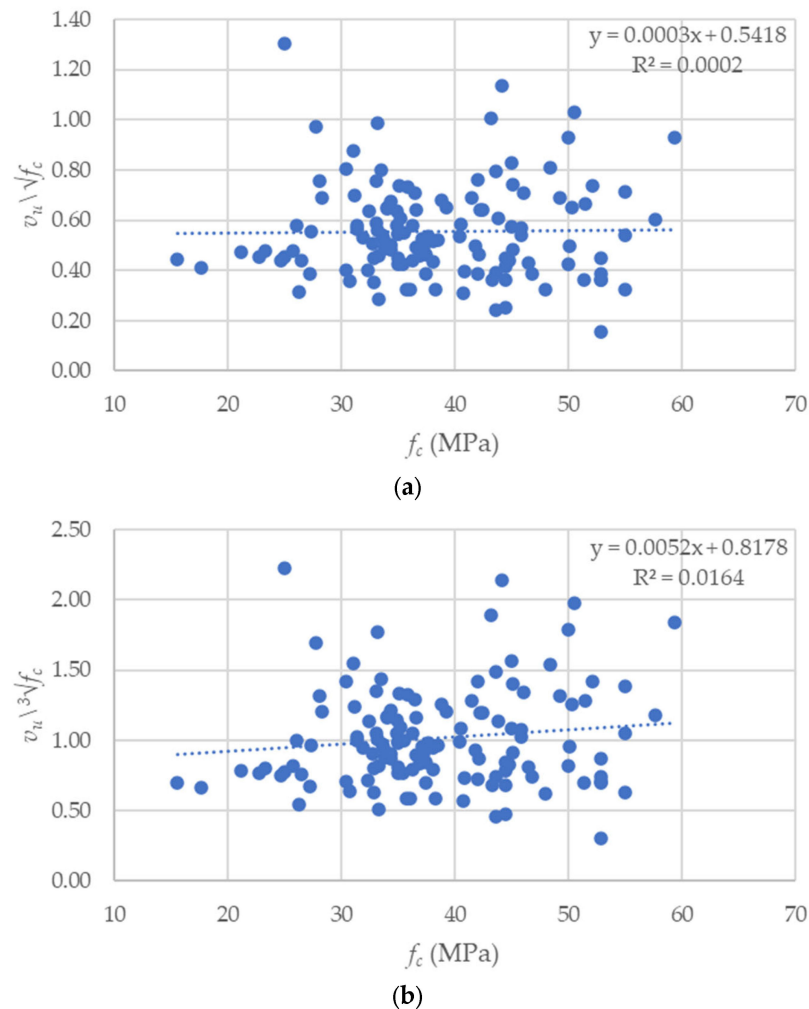 1.40
y = 0.0003x + 0.5418
R² = 0.0002
1.20
1.00
0.80
0.60
0.40
0.20
0.00
v_u \ √f_c
10 20 30 40 50 60 70
f_c (MPa)
(a)
2.50
y = 0.0052x + 0.8178
R² = 0.0164
2.00
1.50
1.00
0.50
0.00
v_u \ ³√f_c
10 20 30 40 50 60 70
f_c (MPa)
(b)